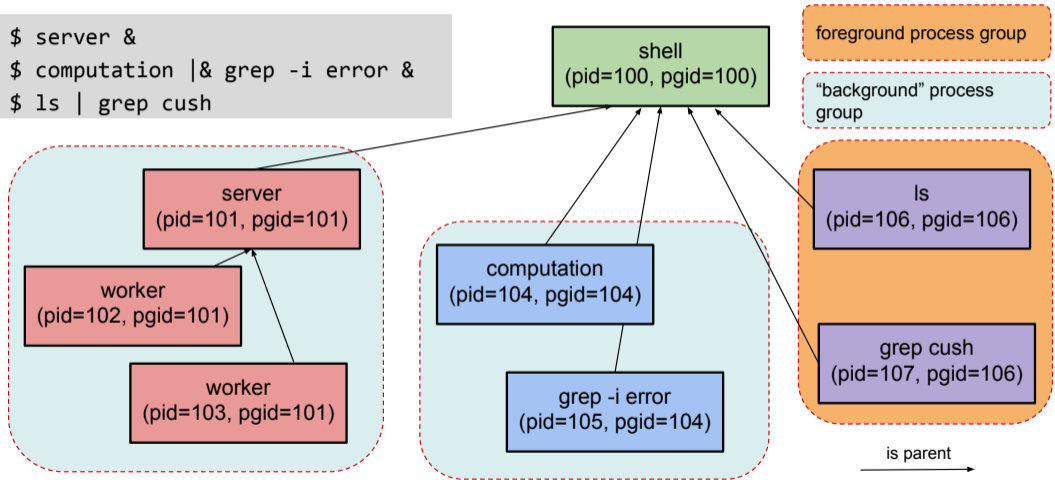 $ server &
$ computation |& grep -i error &
$ ls | grep cush
shell
(pid=100, pgid=100)
foreground process group
“background” process
group
server
(pid=101, pgid=101)
worker
(pid=102, pgid=101)
worker
(pid=103, pgid=101)
computation
(pid=104, pgid=104)
grep -i error
(pid=105, pgid=104)
ls
(pid=106, pgid=106)
grep cush
(pid=107, pgid=106)
is parent